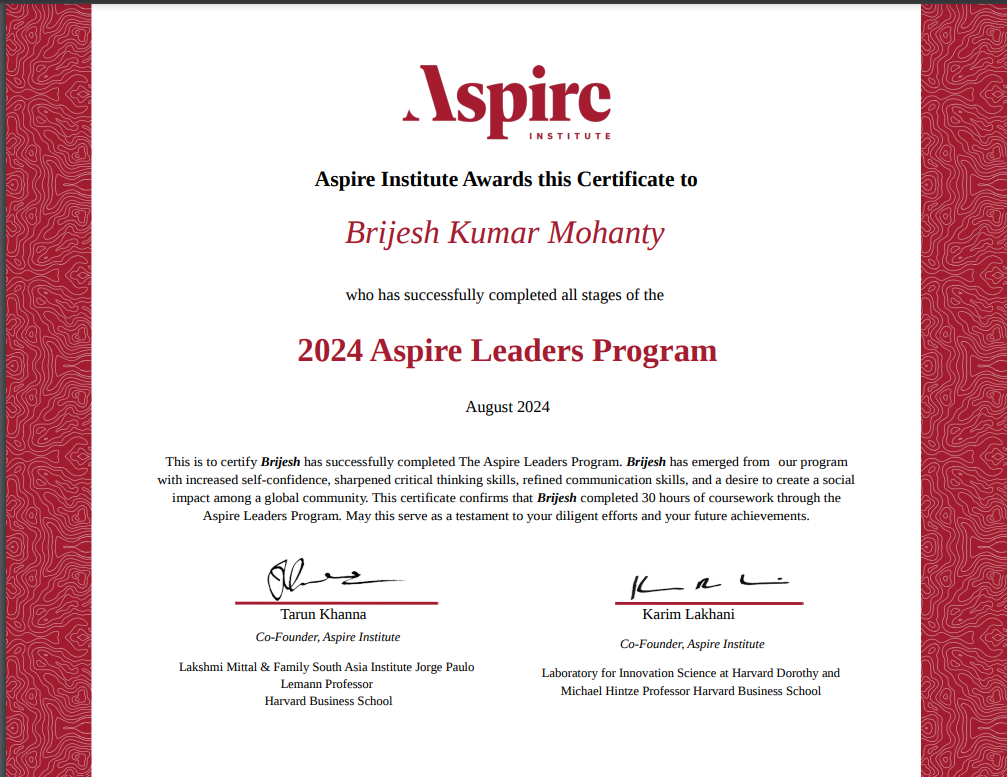 Aspire
INSTITUTE
Aspire Institute Awards this Certificate to
Brijesh Kumar Mohanty
who has successfully completed all stages of the
2024 Aspire Leaders Program
August 2024
This is to certify Brijesh has successfully completed The Aspire Leaders Program. Brijesh has emerged from our program
with increased self-confidence, sharpened critical thinking skills, refined communication skills, and a desire to create a social
impact among a global community. This certificate confirms that Brijesh completed 30 hours of coursework through the
Aspire Leaders Program. May this serve as a testament to your diligent efforts and your future achievements.
Tarun Khanna
Co-Founder, Aspire Institute
Lakshmi Mittal & Family South Asia Institute Jorge Paulo
Lemann Professor
Harvard Business School
Karim Lakhani
Co-Founder, Aspire Institute
Laboratory for Innovation Science at Harvard Dorothy and
Michael Hintze Professor Harvard Business School